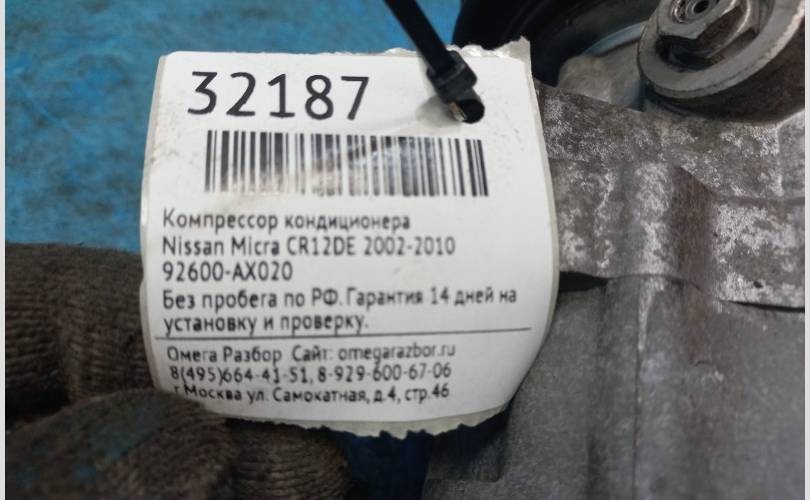 32187
Компрессор кондиционера
Nissan Micra CR12DE 2002-2010
92600-AX020
Без пробега по РФ. Гарантия 14 дней на
установку и проверку.
Омега Разбор Сайт: omegarazbor.ru
8(495)664-41-51, 8-929-600-67-06
г.Москва ул. Самокатная, д.4, стр.46